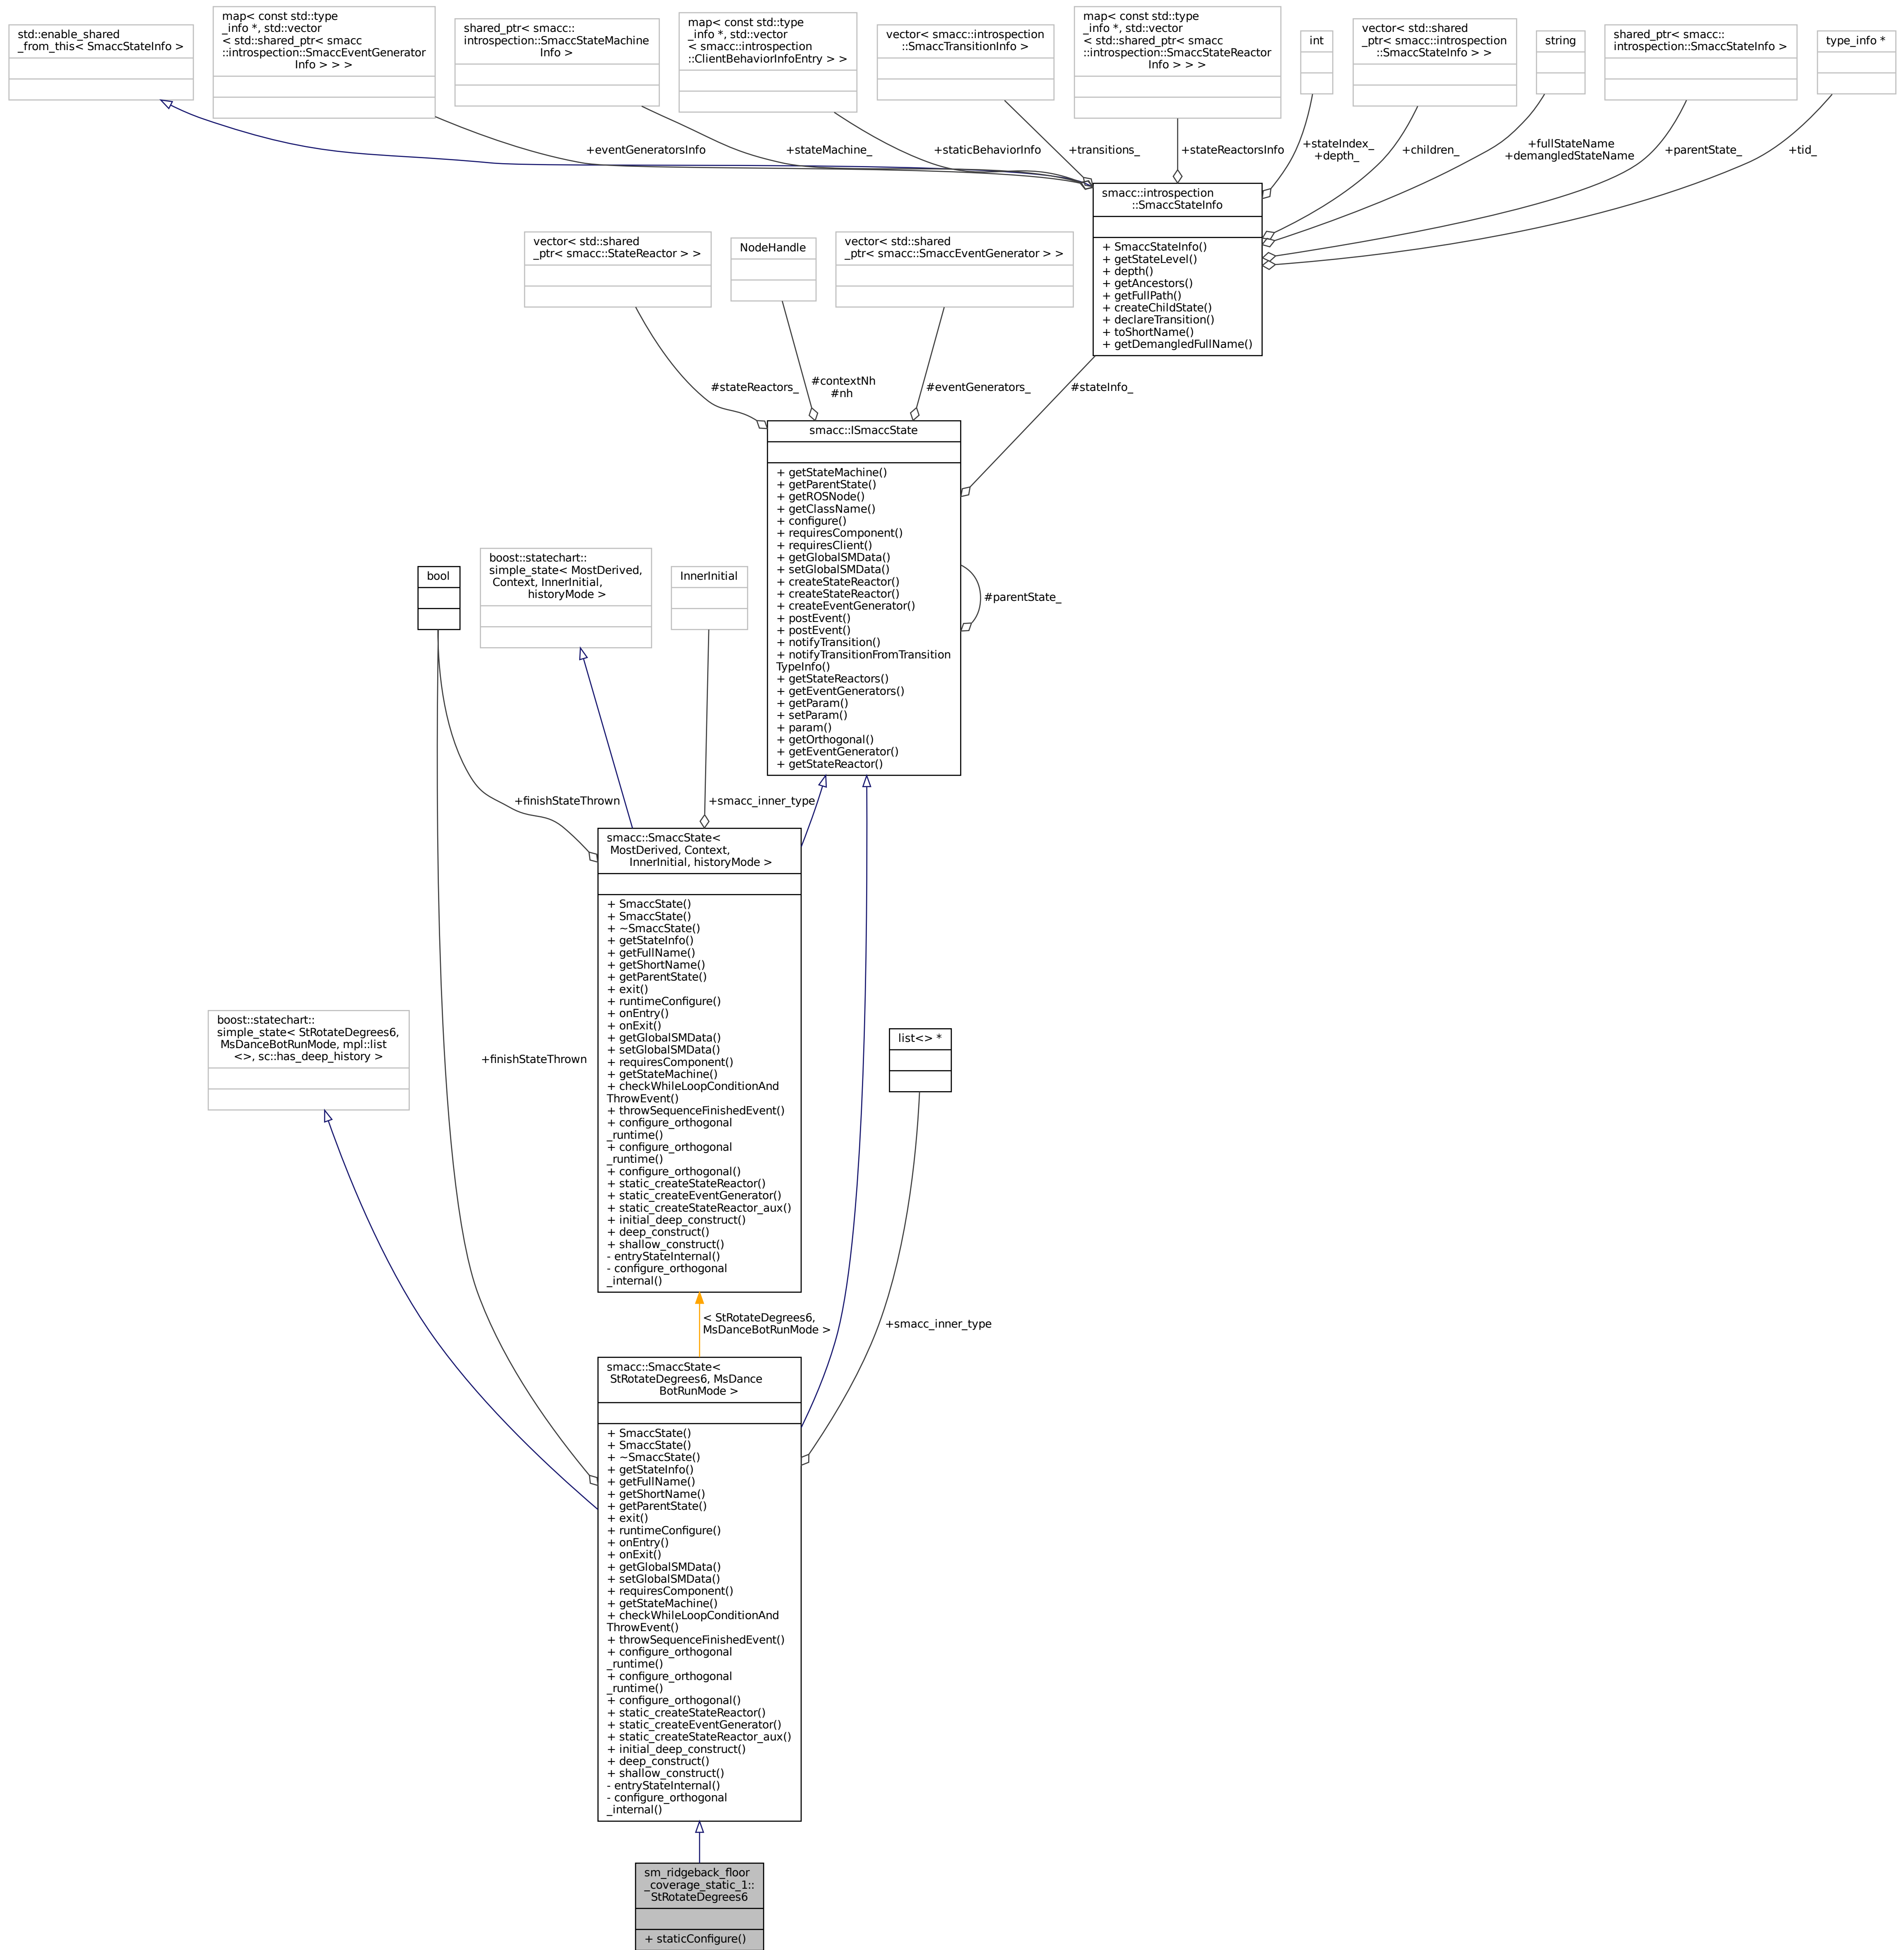 std::enable_shared
_from_this< SmaccStateInfo >
map< const std::type
_info *, std::vector
< std::shared_ptr< smacc
::introspection::SmaccEventGenerator
Info > > >
shared_ptr< smacc::
introspection::SmaccStateMachine
Info >
map< const std::type
_info *, std::vector
< smacc::introspection
::ClientBehaviorInfoEntry > >
vector< smacc::introspection
::SmaccTransitionInfo >
map< const std::type
_info *, std::vector
< std::shared_ptr< smacc
::introspection::SmaccStateReactor
Info > > >
int
vector< std::shared
_ptr< smacc::introspection
::SmaccStateInfo > >
string
shared_ptr< smacc::
introspection::SmaccStateInfo >
type_info *
+eventGeneratorsInfo
+stateMachine_
+staticBehaviorInfo
+transitions_
+stateReactorsInfo
+stateIndex_
+depth_
+children_
+fullStateName
+demangledStateName
+parentState_
+tid_
smacc::introspection
::SmaccStateInfo
+ SmaccStateInfo()
+ getStateLevel()
+ depth()
+ getAncestors()
+ getFullPath()
+ createChildState()
+ declareTransition()
+ toShortName()
+ getDemangledFullName()
vector< std::shared
_ptr< smacc::StateReactor > >
NodeHandle
vector< std::shared
_ptr< smacc::SmaccEventGenerator > >
#stateReactors_
#contextNh
#nh
#eventGenerators_
#stateInfo_
smacc::ISmaccState
+ getStateMachine()
+ getParentState()
+ getROSNode()
+ getClassName()
+ configure()
+ requiresComponent()
+ requiresClient()
+ getGlobalSMData()
+ setGlobalSMData()
+ createStateReactor()
+ createStateReactor()
+ createEventGenerator()
+ postEvent()
+ postEvent()
+ notifyTransition()
+ notifyTransitionFromTransition
TypeInfo()
+ getStateReactors()
+ getEventGenerators()
+ getParam()
+ setParam()
+ param()
+ getOrthogonal()
+ getEventGenerator()
+ getStateReactor()
#parentState_
bool
boost::statechart::
simple_state< MostDerived,
Context, InnerInitial,
historyMode >
InnerInitial
+finishStateThrown
+smacc_inner_type
smacc::SmaccState<
MostDerived, Context,
InnerInitial, historyMode >
+ SmaccState()
+ SmaccState()
+ ~SmaccState()
+ getStateInfo()
+ getFullName()
+ getShortName()
+ getParentState()
+ exit()
+ runtimeConfigure()
+ onEntry()
+ onExit()
+ getGlobalSMData()
+ setGlobalSMData()
+ requiresComponent()
+ getStateMachine()
+ checkWhileLoopConditionAnd
ThrowEvent()
+ throwSequenceFinishedEvent()
+ configure_orthogonal
_runtime()
+ configure_orthogonal
_runtime()
+ configure_orthogonal()
+ static_createStateReactor()
+ static_createEventGenerator()
+ static_createStateReactor_aux()
+ initial_deep_construct()
+ deep_construct()
+ shallow_construct()
- entryStateInternal()
- configure_orthogonal
_internal()
boost::statechart::
simple_state< StRotateDegrees6,
MsDanceBotRunMode, mpl::list
<>, sc::has_deep_history >
+finishStateThrown
list<> *
< StRotateDegrees6,
MsDanceBotRunMode >
+smacc_inner_type
smacc::SmaccState<
StRotateDegrees6, MsDance
BotRunMode >
+ SmaccState()
+ SmaccState()
+ ~SmaccState()
+ getStateInfo()
+ getFullName()
+ getShortName()
+ getParentState()
+ exit()
+ runtimeConfigure()
+ onEntry()
+ onExit()
+ getGlobalSMData()
+ setGlobalSMData()
+ requiresComponent()
+ getStateMachine()
+ checkWhileLoopConditionAnd
ThrowEvent()
+ throwSequenceFinishedEvent()
+ configure_orthogonal
_runtime()
+ configure_orthogonal
_runtime()
+ configure_orthogonal()
+ static_createStateReactor()
+ static_createEventGenerator()
+ static_createStateReactor_aux()
+ initial_deep_construct()
+ deep_construct()
+ shallow_construct()
- entryStateInternal()
- configure_orthogonal
_internal()
sm_ridgeback_floor
_coverage_static_1::
StRotateDegrees6
+ staticConfigure()